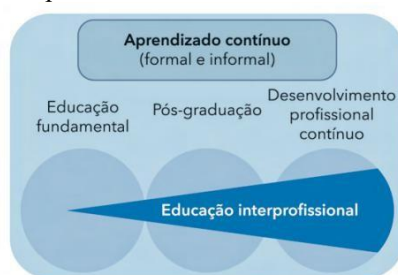 Aprendizado contínuo
(formal e informal)
Educação
fundamental
Pós-graduação
Desenvolvimento
profissional
contínuo
Educação interprofissional